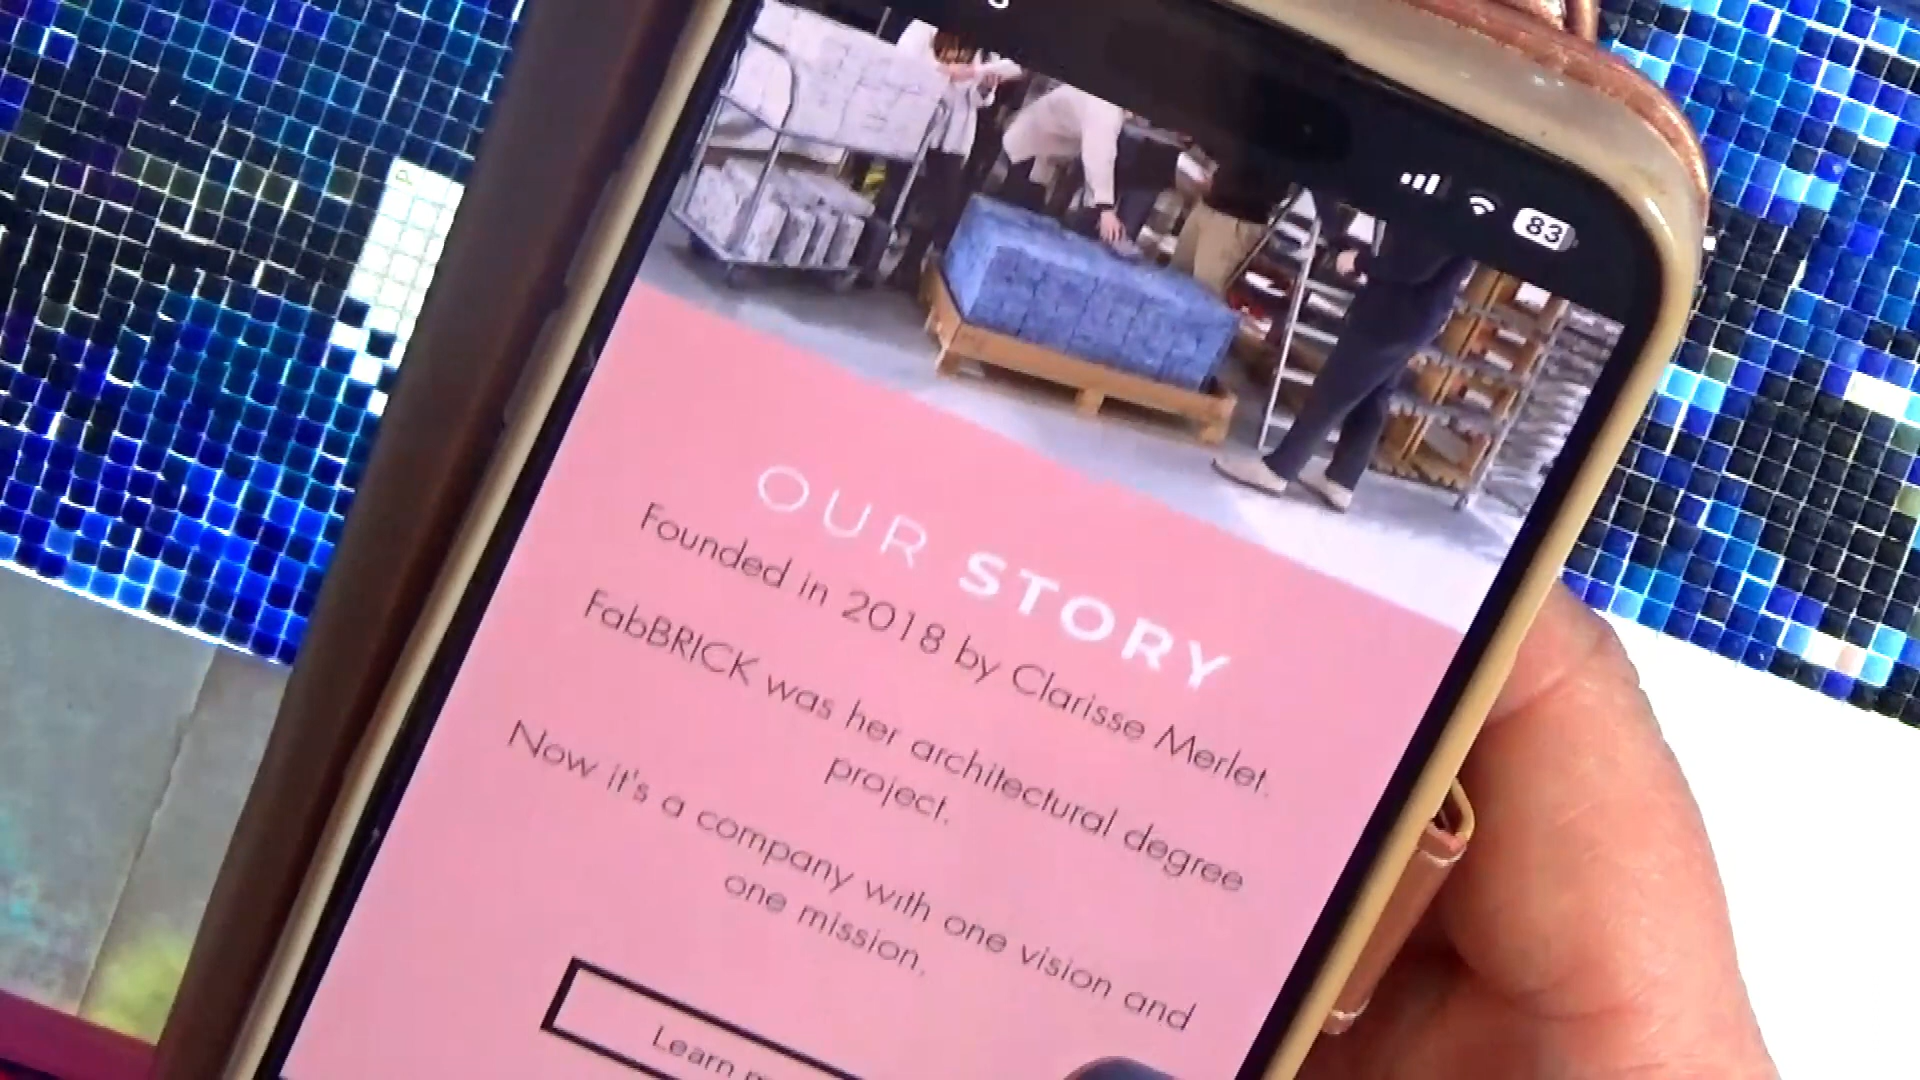 83
OUR STORY
Founded in 2018 by Clarisse Merlet.
FabBRICK was her architectural degree
project.
Now it's a company with one vision and
one mission.
Learn